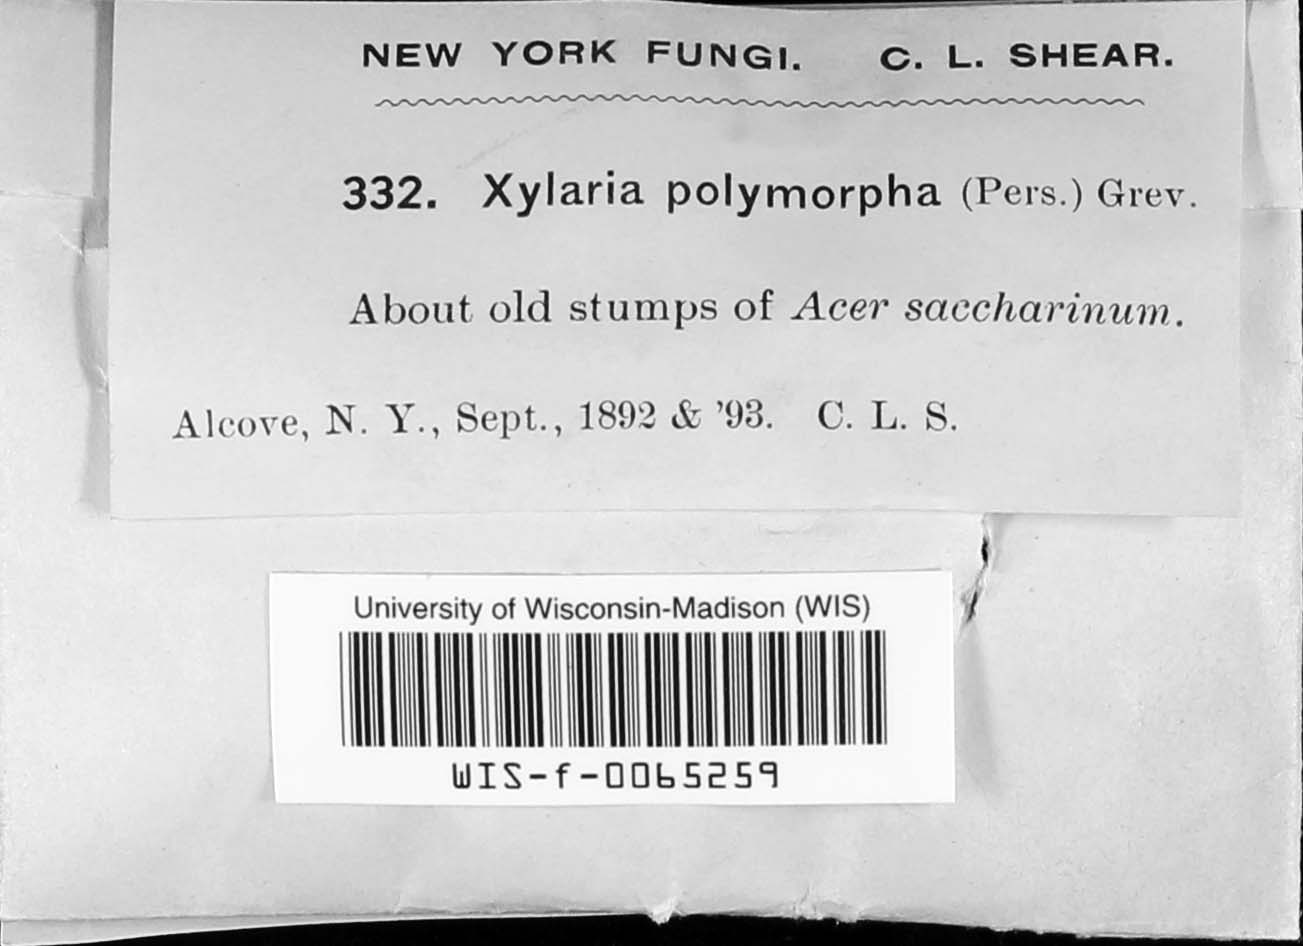 NEW YORK FUNGI. C. L. SHEAR.
332. Xylaria polymorpha (Pers.) Grev.
About old stumps of Acer saccharinum.
Alcove, N. Y., Sept., 1892 & '93. C. L. S.
University of Wisconsin-Madison (WIS)
WIS-f-0065259